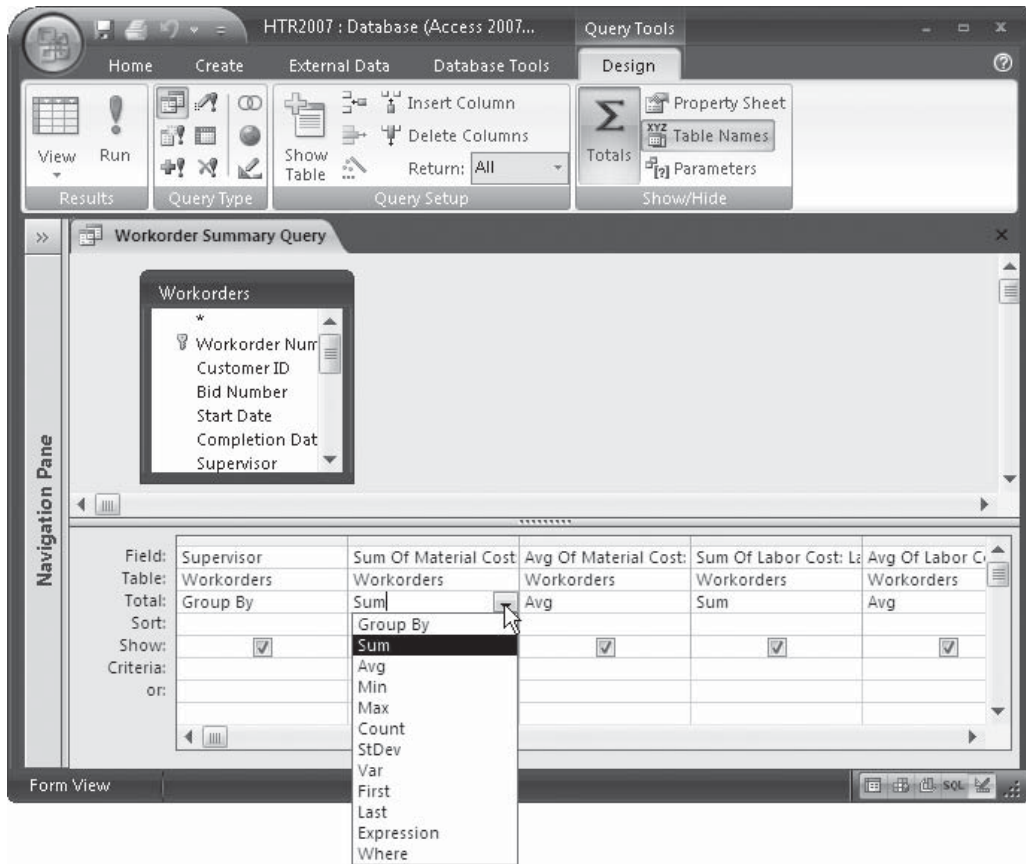 HTR2007 : Database (Access 2007...
Query Tools
Home
Create
External Data
Database Tools
Design
View
Run
Show Table
Insert Column
Delete Columns
Return: All
Totals
Property Sheet
XYZ Table Names
[?] Parameters
Results
Query Type
Query Setup
Show/Hide
»
Workorder Summary Query
Navigation Pane
Workorders
*
Workorder Num
Customer ID
Bid Number
Start Date
Completion Dat
Supervisor
Field: Supervisor Sum Of Material Cost Avg Of Material Cost: Sum Of Labor Cost: La Avg Of Labor C
Table: Workorders Workorders Workorders Workorders Workorders
Total: Group By Sum Avg Sum Avg
Sort:
Show:
Criteria:
or:
Group By
Sum
Avg
Min
Max
Count
StDev
Var
First
Last
Expression
Where
Form View
SQL